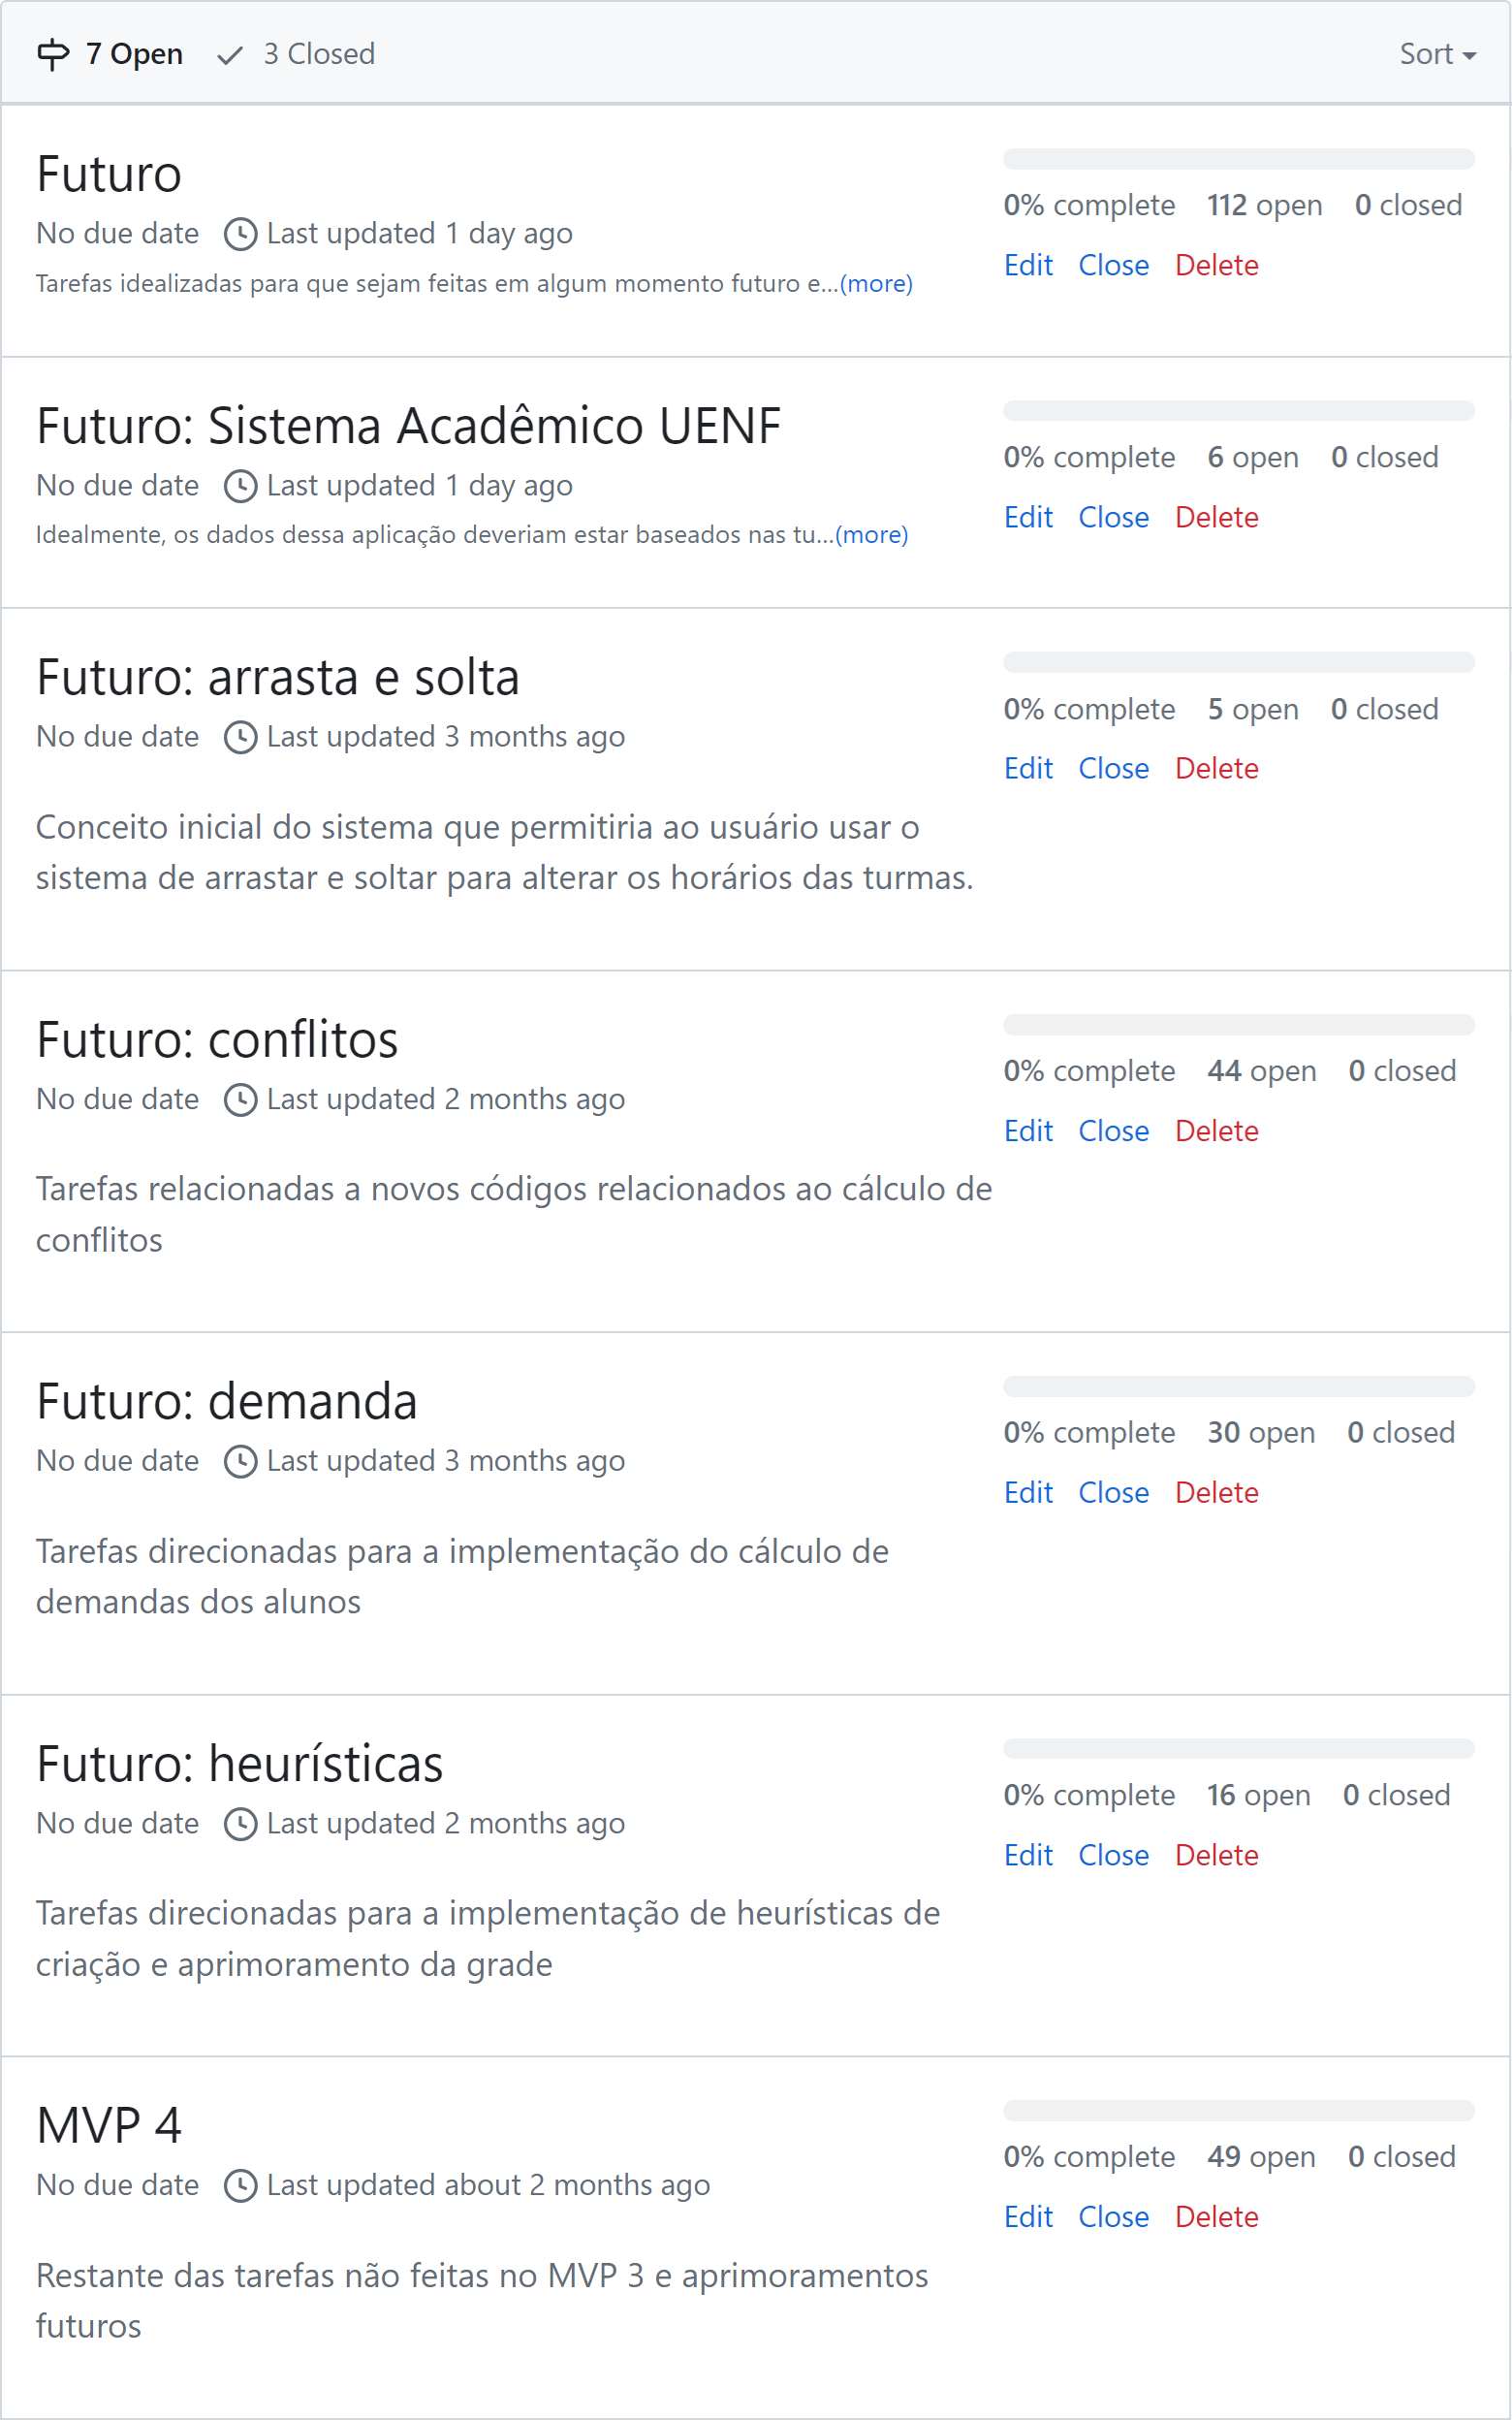 7 Open 3 Closed Sort
Futuro
No due date Last updated 1 day ago
Tarefas idealizadas para que sejam feitas em algum momento futuro e...(more)
0% complete 112 open 0 closed
Edit Close Delete
Futuro: Sistema Acadêmico UENF
No due date Last updated 1 day ago
Idealmente, os dados dessa aplicação deveriam estar baseados nas tu...(more)
0% complete 6 open 0 closed
Edit Close Delete
Futuro: arrasta e solta
No due date Last updated 3 months ago
Conceito inicial do sistema que permitiria ao usuário usar o
sistema de arrastar e soltar para alterar os horários das turmas.
0% complete 5 open 0 closed
Edit Close Delete
Futuro: conflitos
No due date Last updated 2 months ago
Tarefas relacionadas a novos códigos relacionados ao cálculo de
conflitos
0% complete 44 open 0 closed
Edit Close Delete
Futuro: demanda
No due date Last updated 3 months ago
Tarefas direcionadas para a implementação do cálculo de
demandas dos alunos
0% complete 30 open 0 closed
Edit Close Delete
Futuro: heurísticas
No due date Last updated 2 months ago
Tarefas direcionadas para a implementação de heurísticas de
criação e aprimoramento da grade
0% complete 16 open 0 closed
Edit Close Delete
MVP 4
No due date Last updated about 2 months ago
Restante das tarefas não feitas no MVP 3 e aprimoramentos
futuros
0% complete 49 open 0 closed
Edit Close Delete